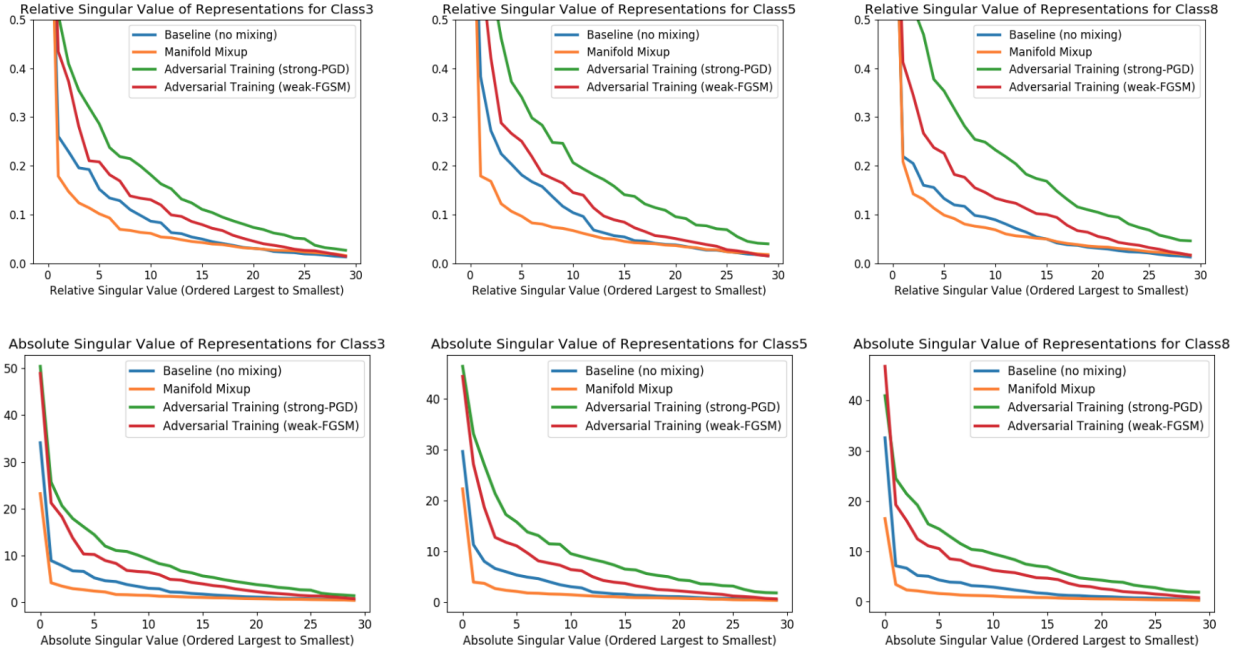 Relative Singular Value of Representations for Class3
0.5
0.4
0.3
0.2
0.1
0.0
Baseline (no mixing)
Manifold Mixup
Adversarial Training (strong-PGD)
Adversarial Training (weak-FGSM)
0 5 10 15 20 25 30
Relative Singular Value (Ordered Largest to Smallest)
Relative Singular Value of Representations for Class5
0.5
0.4
0.3
0.2
0.1
0.0
Baseline (no mixing)
Manifold Mixup
Adversarial Training (strong-PGD)
Adversarial Training (weak-FGSM)
0 5 10 15 20 25 30
Relative Singular Value (Ordered Largest to Smallest)
Relative Singular Value of Representations for Class8
0.5
0.4
0.3
0.2
0.1
0.0
Baseline (no mixing)
Manifold Mixup
Adversarial Training (strong-PGD)
Adversarial Training (weak-FGSM)
0 5 10 15 20 25 30
Relative Singular Value (Ordered Largest to Smallest)
Absolute Singular Value of Representations for Class3
50
40
30
20
10
0
Baseline (no mixing)
Manifold Mixup
Adversarial Training (strong-PGD)
Adversarial Training (weak-FGSM)
0 5 10 15 20 25 30
Absolute Singular Value (Ordered Largest to Smallest)
Absolute Singular Value of Representations for Class5
40
30
20
10
0
Baseline (no mixing)
Manifold Mixup
Adversarial Training (strong-PGD)
Adversarial Training (weak-FGSM)
0 5 10 15 20 25 30
Absolute Singular Value (Ordered Largest to Smallest)
Absolute Singular Value of Representations for Class8
40
30
20
10
0
Baseline (no mixing)
Manifold Mixup
Adversarial Training (strong-PGD)
Adversarial Training (weak-FGSM)
0 5 10 15 20 25 30
Absolute Singular Value (Ordered Largest to Smallest)